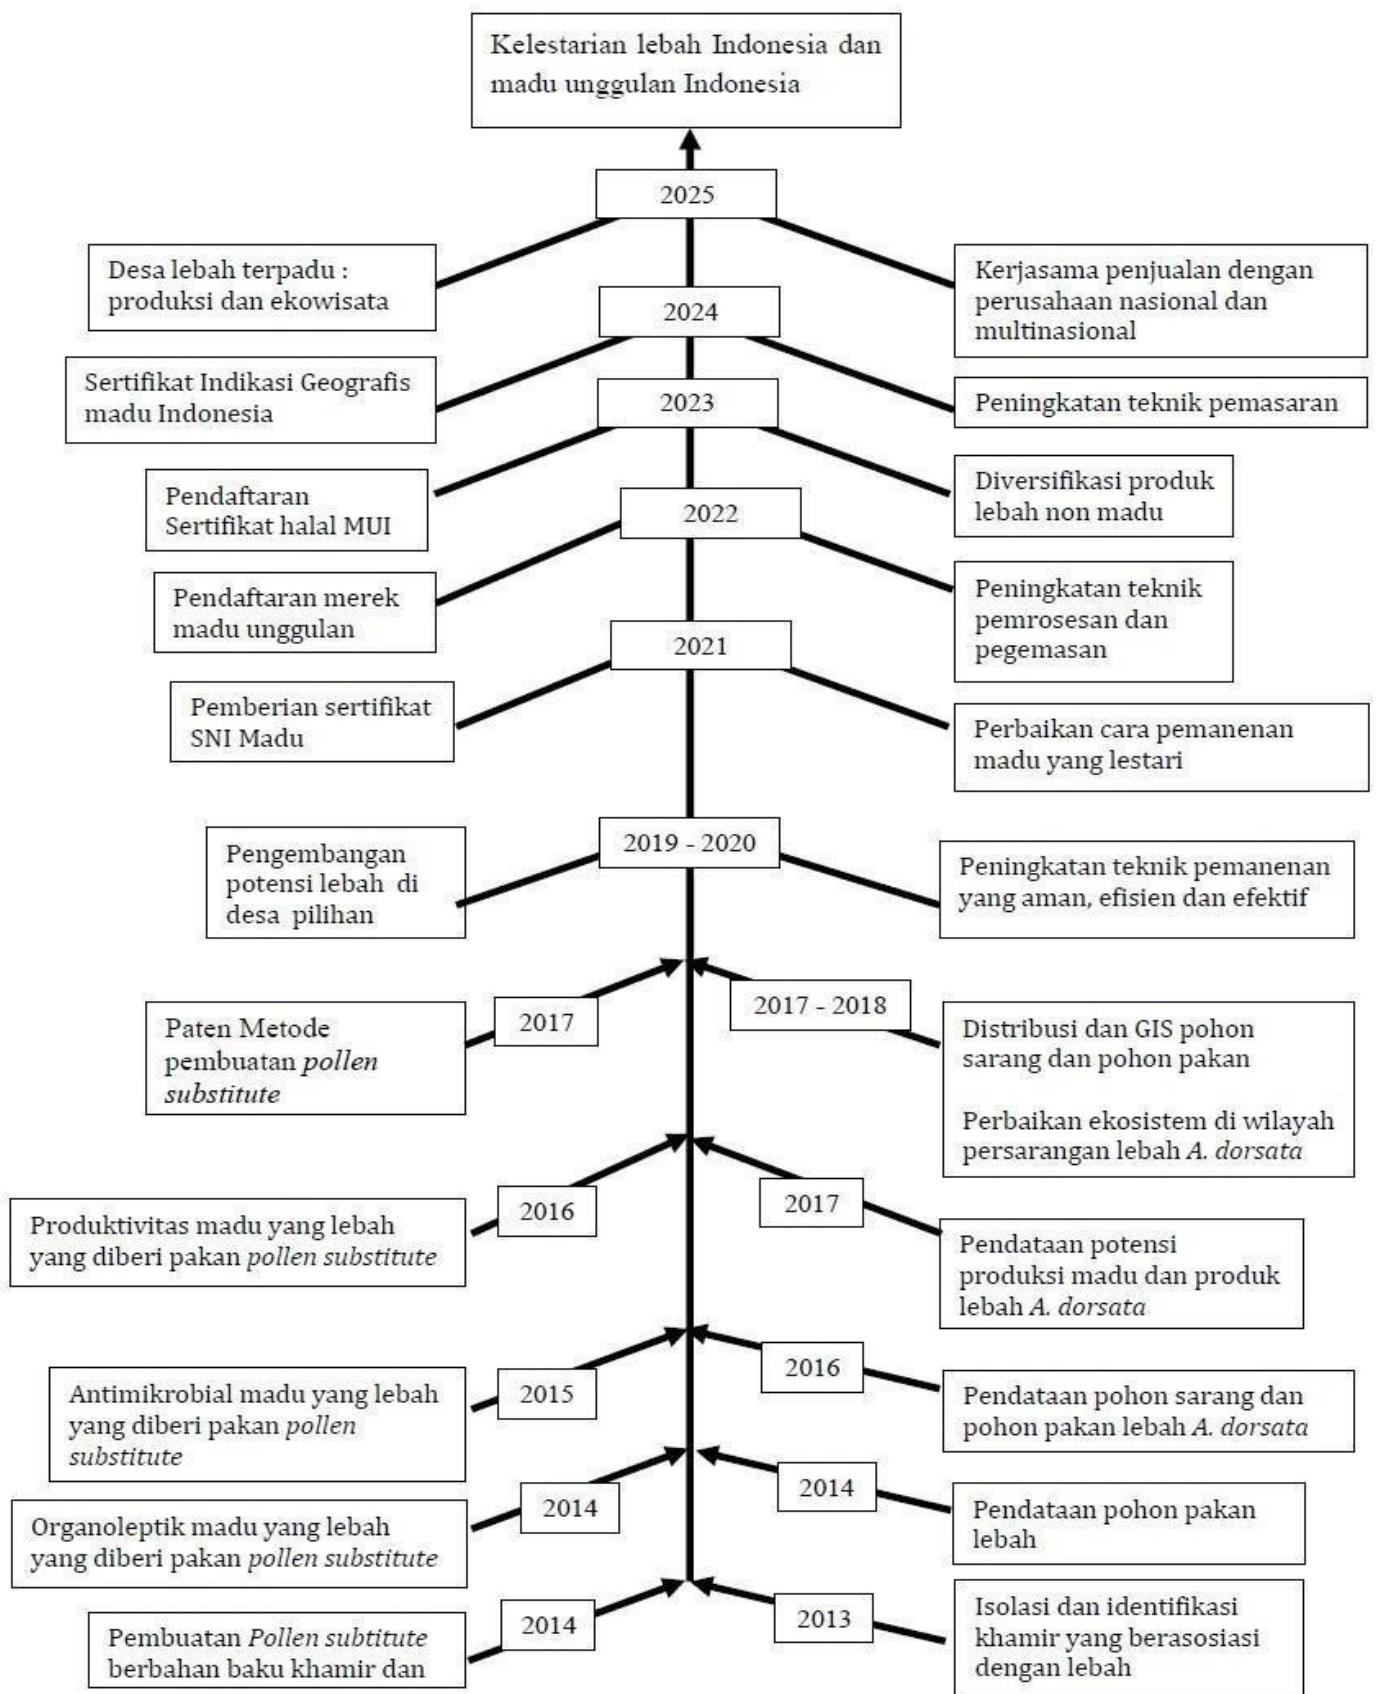 Kelestarian lebah Indonesia dan
madu unggulan Indonesia
2025
Desa lebah terpadu :
produksi dan ekowisata
Kerjasama penjualan dengan
perusahaan nasional dan
multinasional
2024
Sertifikat Indikasi Geografis
madu Indonesia
Peningkatan teknik pemasaran
2023
Pendaftaran
Sertifikat halal MUI
Diversifikasi produk
lebah non madu
2022
Pendaftaran merek
madu unggulan
Peningkatan teknik
pemrosesan dan
pegemasan
2021
Pemberian sertifikat
SNI Madu
Perbaikan cara pemanenan
madu yang lestari
2019 - 2020
Pengembangan
potensi lebah di
desa pilihan
Peningkatan teknik pemanenan
yang aman, efisien dan efektif
2017
Paten Metode
pembuatan pollen
substitute
2017 - 2018
Distribusi dan GIS pohon
sarang dan pohon pakan
Perbaikan ekosistem di wilayah
persarangan lebah A. dorsata
2016
Produktivitas madu yang lebah
yang diberi pakan pollen substitute
2017
Pendataan potensi
produksi madu dan produk
lebah A. dorsata
2015
Antimikrobial madu yang lebah
yang diberi pakan pollen
substitute
2016
Pendataan pohon sarang dan
pohon pakan lebah A. dorsata
2014
Organoleptik madu yang lebah
yang diberi pakan pollen substitute
2014
Pendataan pohon pakan
lebah
2014
Pembuatan Pollen subtitute
berbahan baku khamir dan
2013
Isolasi dan identifikasi
khamir yang berasosiasi
dengan lebah